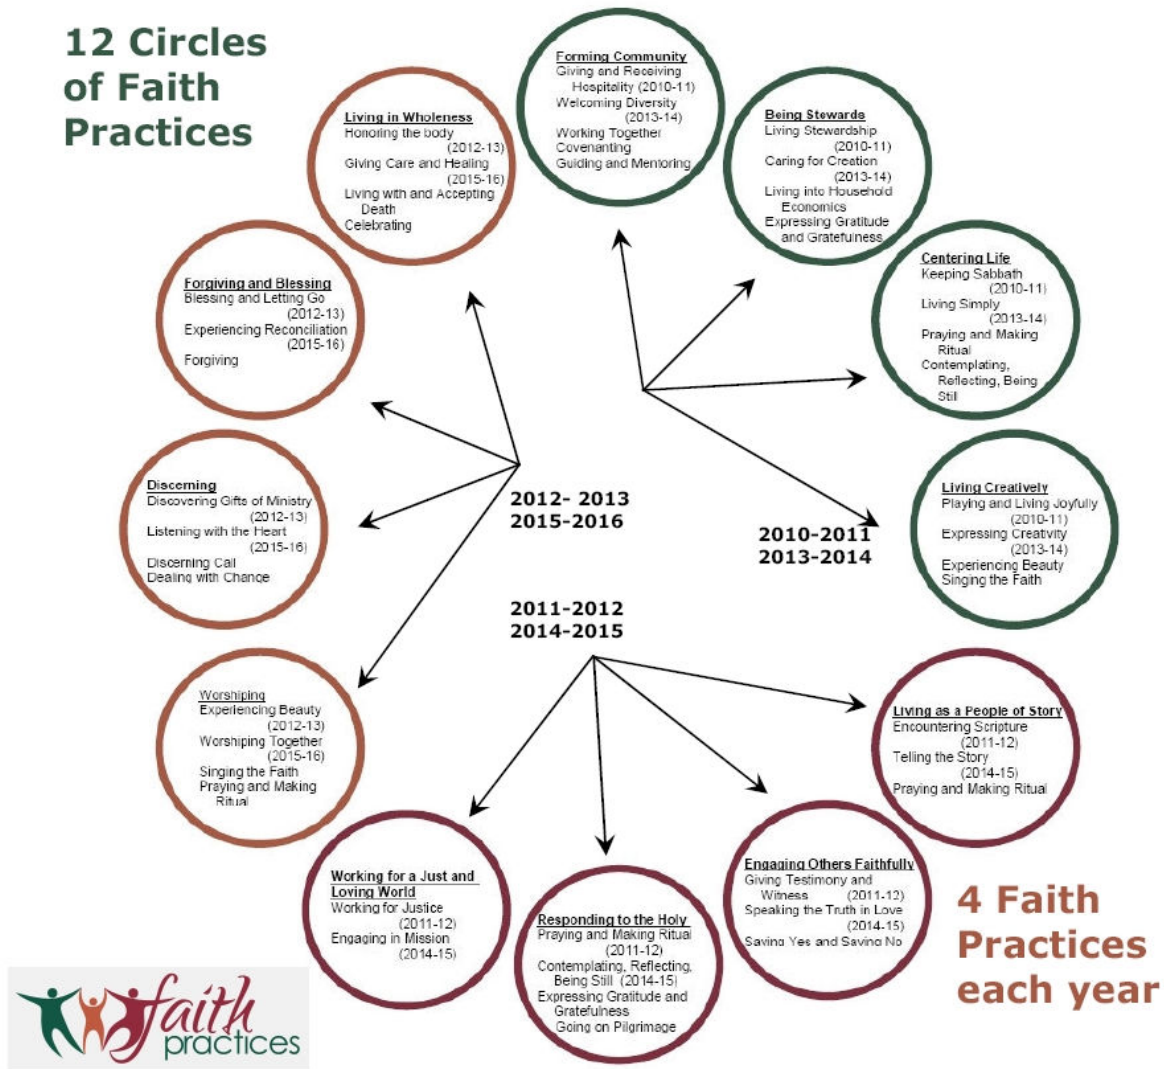 12 Circles
of Faith
Practices
Forming Community
Giving and Receiving
Hospitality (2010-11)
Welcoming Diversity
(2013-14)
Working Together
Covenanting
Guiding and Mentoring
Being Stewards
Living Stewardship
(2010-11)
Caring for Creation
(2013-14)
Living into Household
Economics
Expressing Gratitude
and Gratefulness
Centering Life
Keeping Sabbath
(2010-11)
Living Simply
(2013-14)
Praying and Making
Ritual
Contemplating,
Reflecting, Being
Still
Living Creatively
Playing and Living Joyfully
(2010-11)
Expressing Creativity
(2013-14)
Experiencing Beauty
Singing the Faith
Living as a People of Story
Encountering Scripture
(2011-12)
Telling the Story
(2014-15)
Praying and Making Ritual
Engaging Others Faithfully
Giving Testimony and
Witness (2011-12)
Speaking the Truth in Love
(2014-15)
Saying Yes and Saying No
Responding to the Holy
Praying and Making Ritual
(2011-12)
Contemplating, Reflecting,
Being Still (2014-15)
Expressing Gratitude and
Gratefulness
Going on Pilgrimage
Working for a Just and
Loving World
Working for Justice
(2011-12)
Engaging in Mission
(2014-15)
Worshiping
Experiencing Beauty
(2012-13)
Worshiping Together
(2015-16)
Singing the Faith
Praying and Making
Ritual
Discerning
Discovering Gifts of Ministry
(2012-13)
Listening with the Heart
(2015-16)
Discerning Call
Dealing with Change
Forgiving and Blessing
Blessing and Letting Go
(2012-13)
Experiencing Reconciliation
(2015-16)
Forgiving
Living in Wholeness
Honoring the body
(2012-13)
Giving Care and Healing
(2015-16)
Living with and Accepting
Death
Celebrating
2012- 2013
2015-2016
2010-2011
2013-2014
2011-2012
2014-2015
4 Faith
Practices
each year
faith
practices